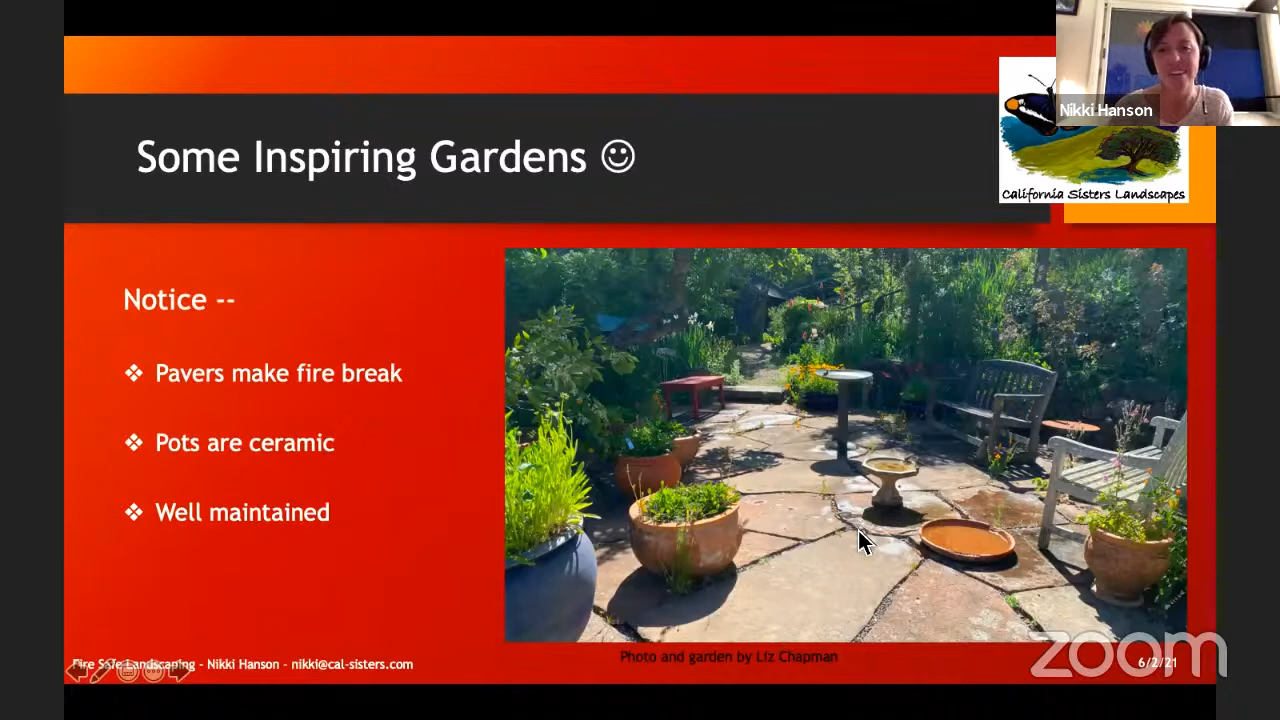 Some Inspiring Gardens ☺
Nikki Hanson
California Sisters Landscapes
Notice --
❖ Pavers make fire break
❖ Pots are ceramic
❖ Well maintained
Photo and garden by Liz Chapman
Fire Safe Landscaping - Nikki Hanson - nikki@cal-sisters.com
6/2/21
zoom